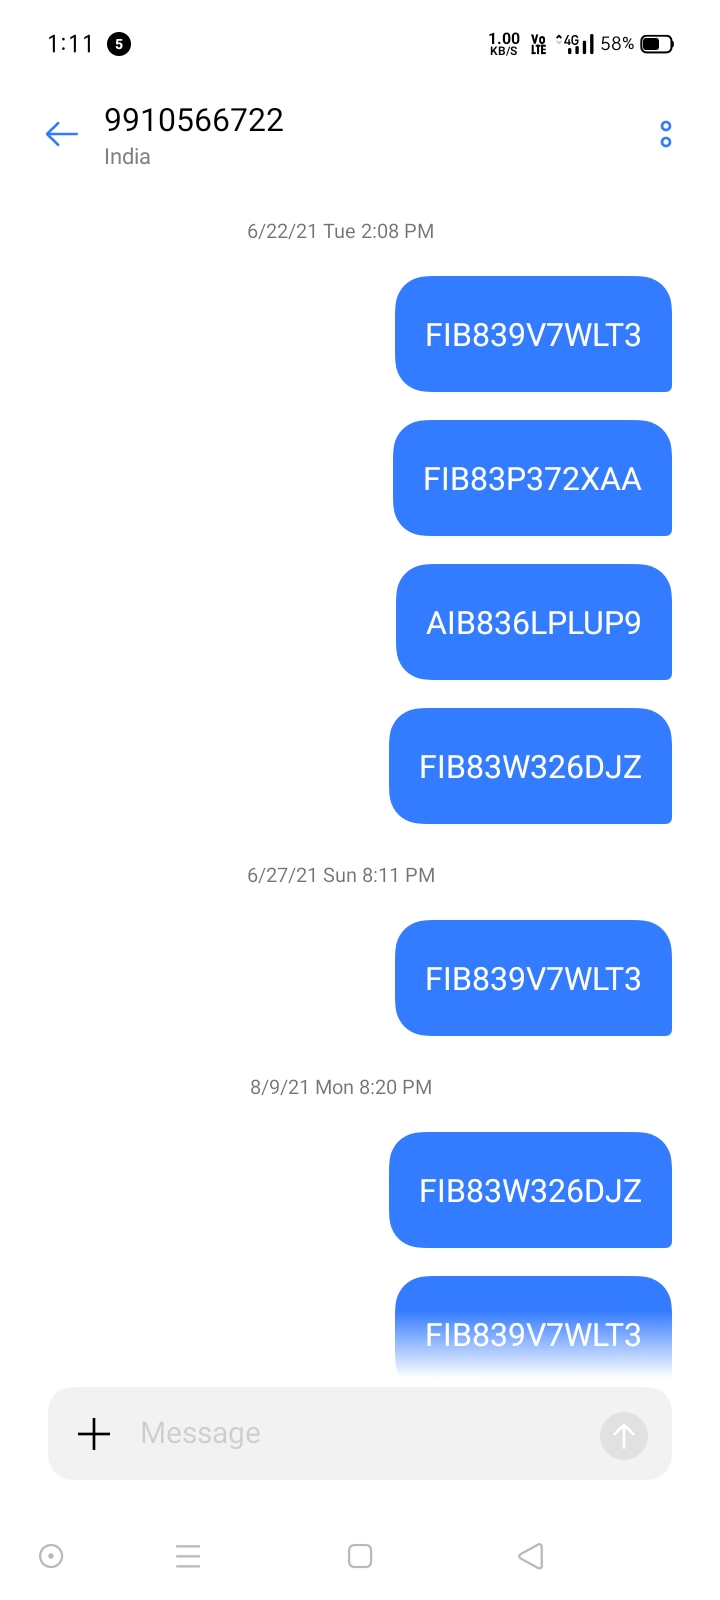 1:11 5 1.00 KB/S Vo LTE 4G 58%
9910566722
India
6/22/21 Tue 2:08 PM
FIB839V7WLT3
FIB83P372XAA
AIB836LPLUP9
FIB83W326DJZ
6/27/21 Sun 8:11 PM
FIB839V7WLT3
8/9/21 Mon 8:20 PM
FIB83W326DJZ
FIB839V7WLT3
Message